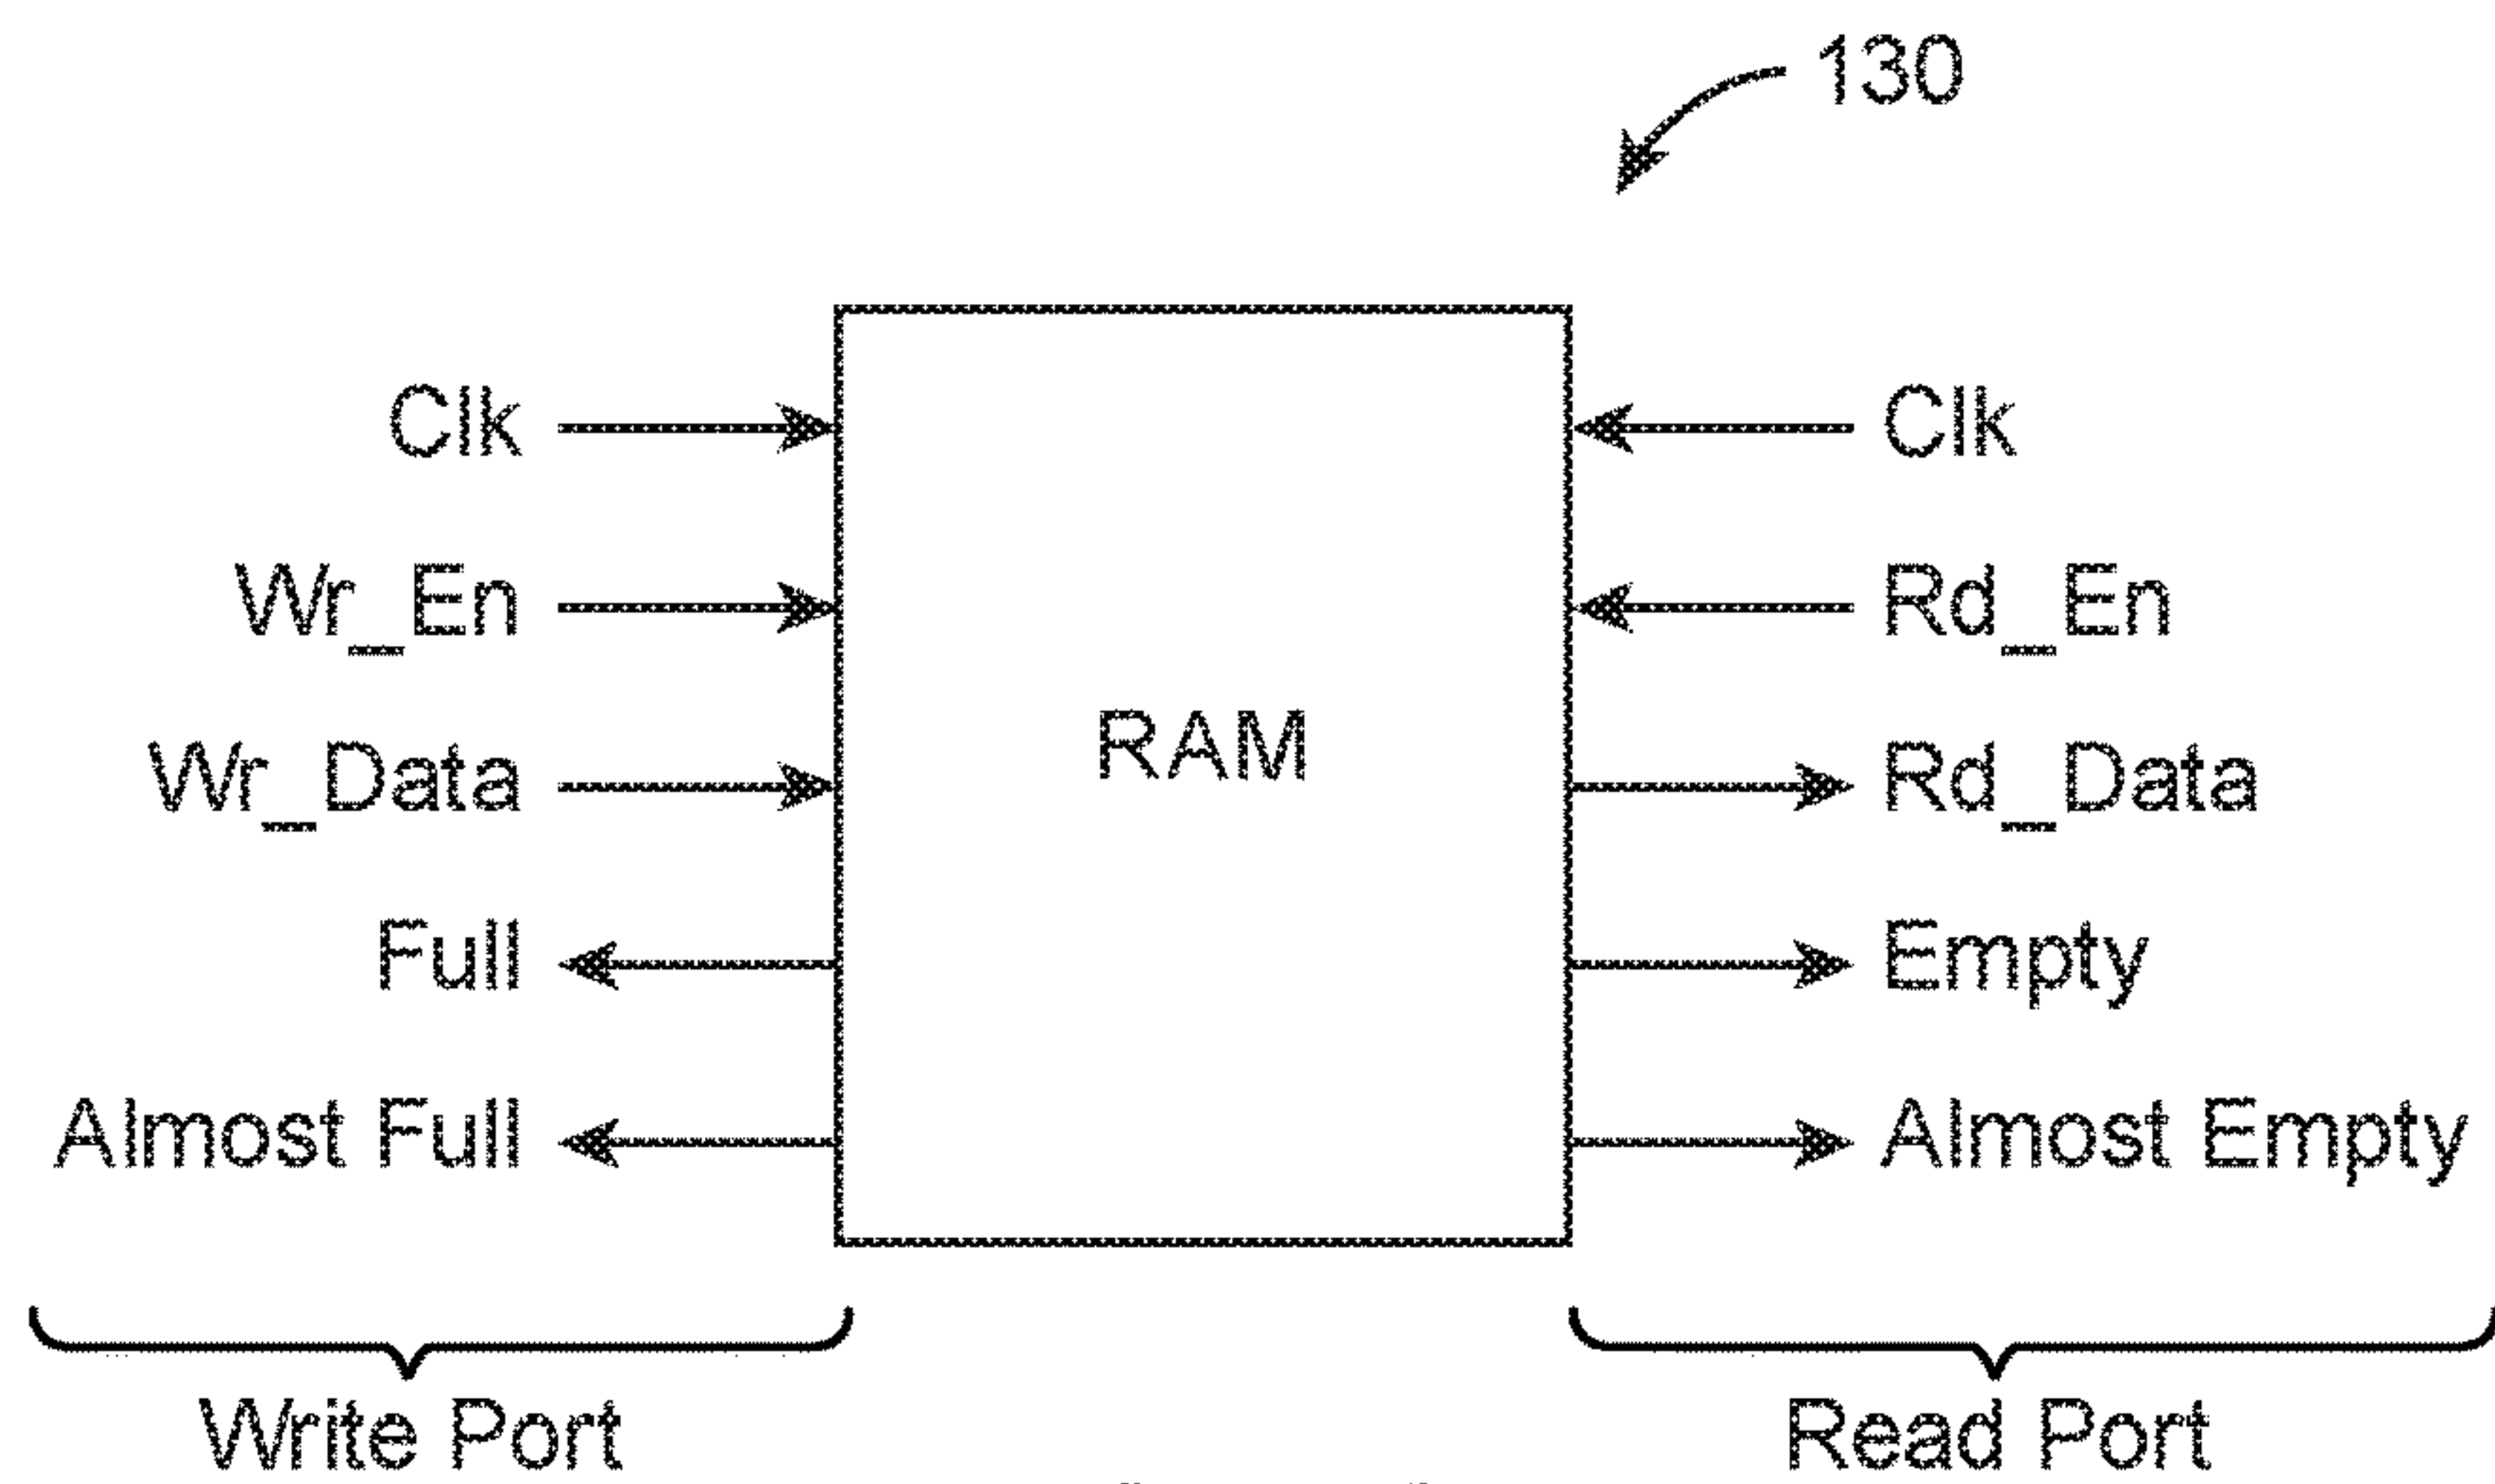 130
Clk
Clk
Wr_En
Rd_En
RAM
Wr_Data
Rd_Data
Full
Empty
Almost Full
Almost Empty
Write Port
Read Port